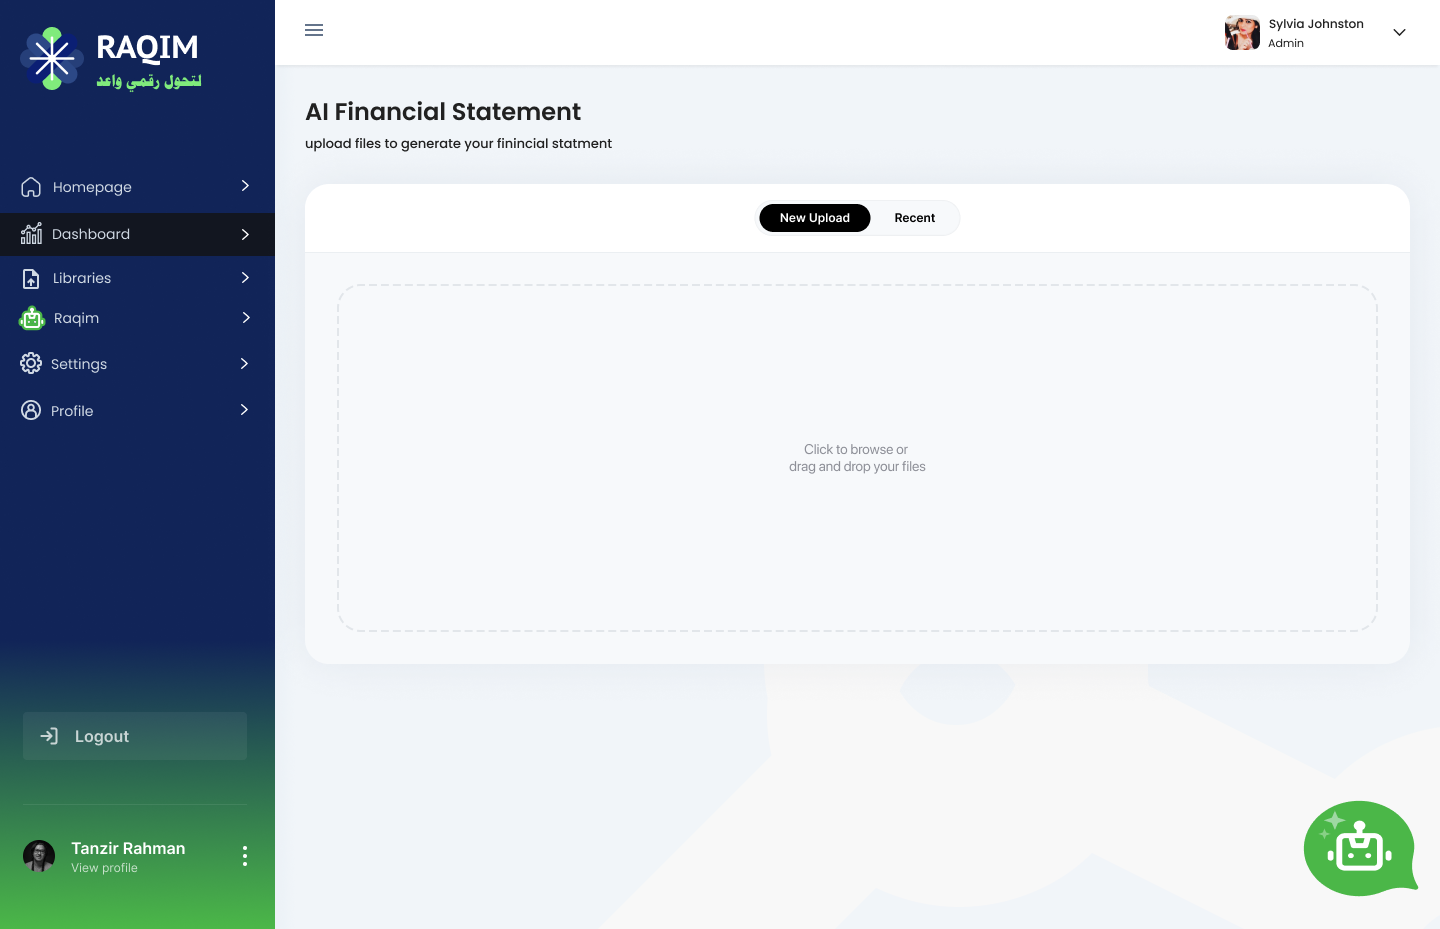 RAQIM
لتحول رقمي واعد
Homepage
Dashboard
Libraries
Raqim
Settings
Profile
Logout
Tanzir Rahman
View profile
Sylvia Johnston
Admin
AI Financial Statement
upload files to generate your finincial statment
New Upload
Recent
Click to browse or
drag and drop your files